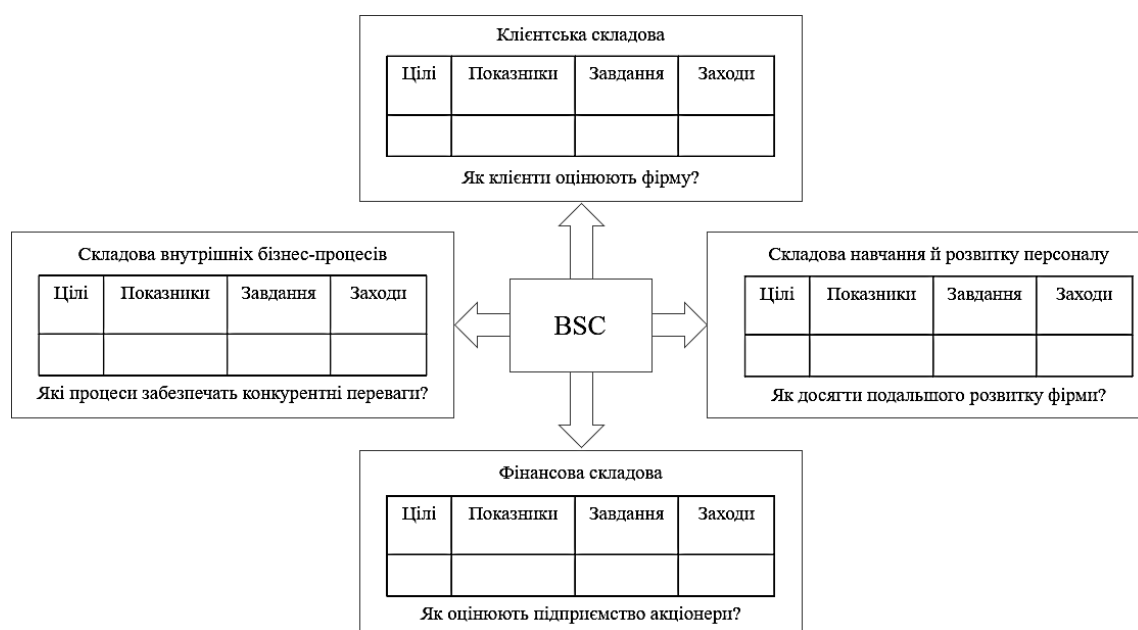 Клієнтська складова
Цілі Показники Завдання Заходи
Як клієнти оцінюють фірму?
Складова внутрішніх бізнес-процесів
Цілі Показники Завдання Заходи
Які процеси забезпечать конкурентні переваги?
BSC
Складова навчання й розвитку персоналу
Цілі Показники Завдання Заходи
Як досягти подальшого розвитку фірми?
Фінансова складова
Цілі Показники Завдання Заходи
Як оцінюють підприємство акціонери?